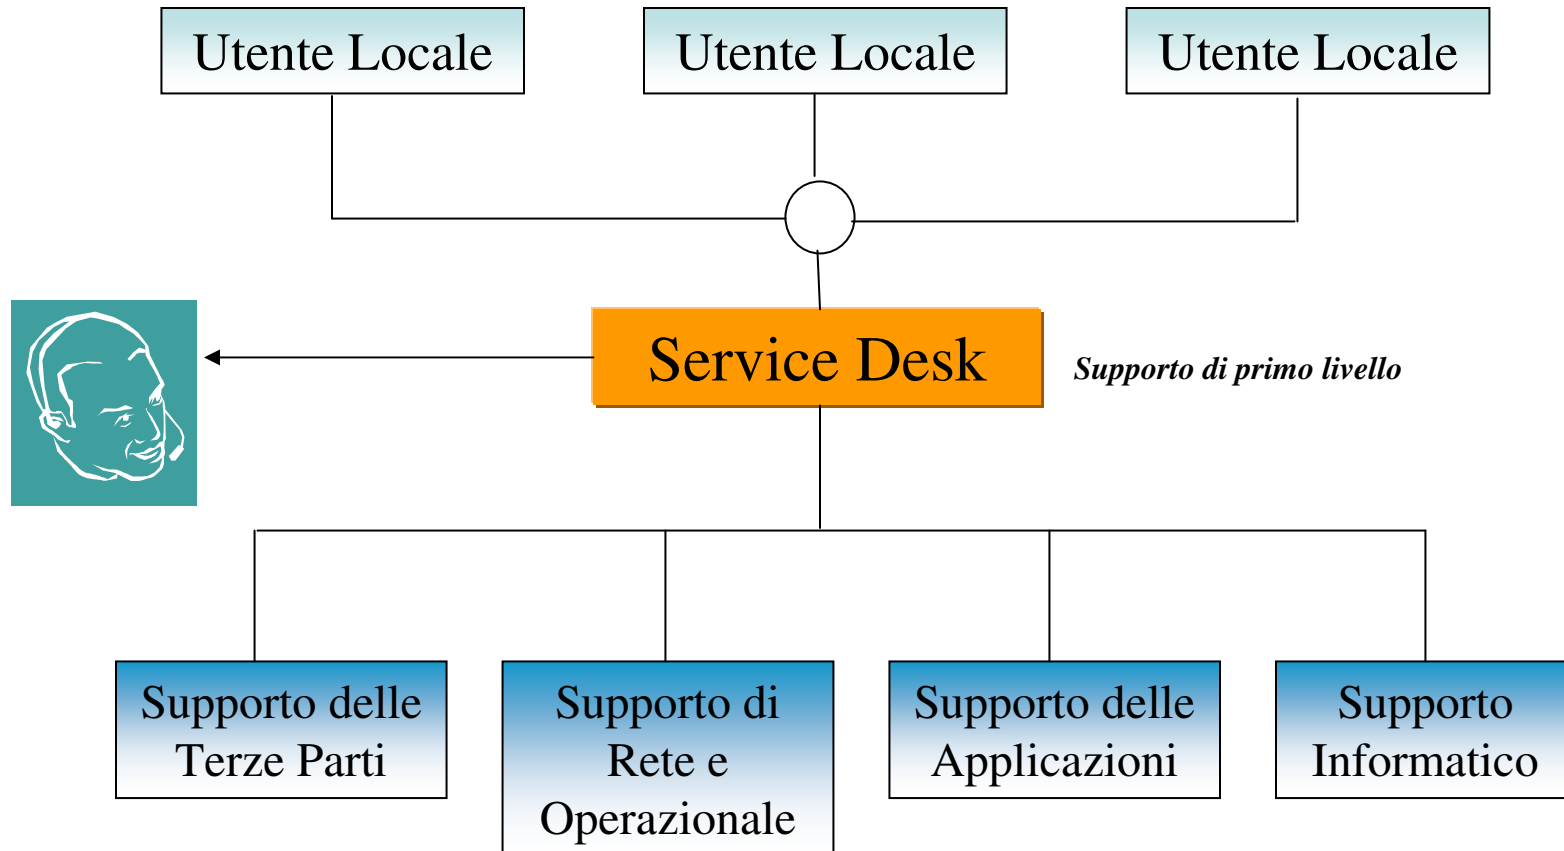 Utente Locale
Utente Locale
Utente Locale
Service Desk
Supporto di primo livello
Supporto delle
Terze Parti
Supporto di
Rete e
Operazionale
Supporto delle
Applicazioni
Supporto
Informatico